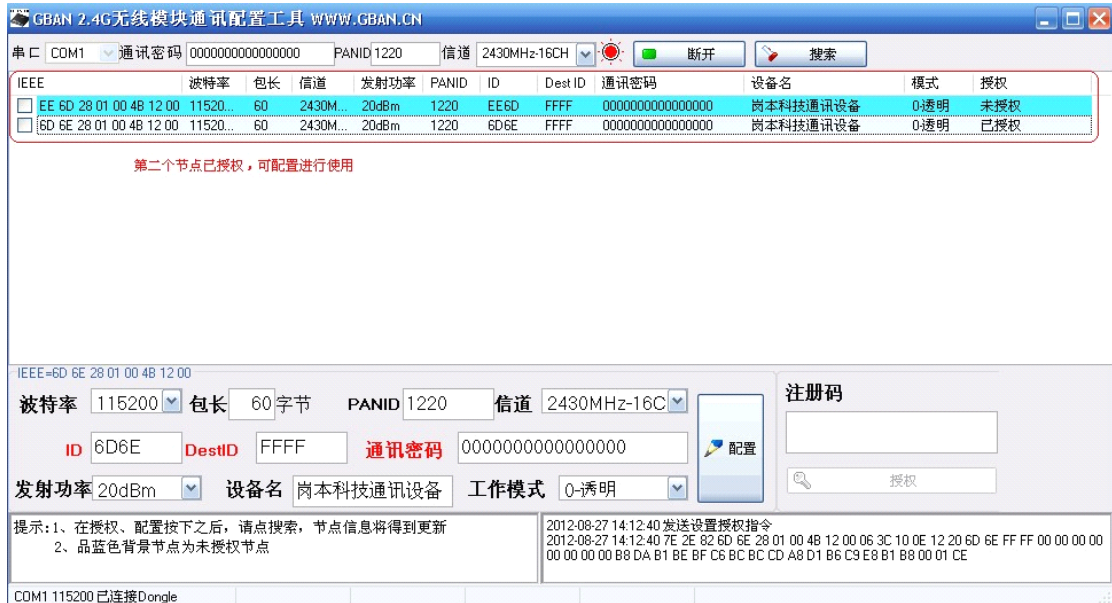 GBAN 2.4G无线模块通讯配置工具 WWW.GBAN.CN
串口 COM1 通讯密码 0000000000000000 PANID 1220 信道 2430MHz-16CH 断开 搜索
IEEE 波特率 包长 信道 发射功率 PANID ID Dest ID 通讯密码 设备名 模式 授权
EE 6D 28 01 00 4B 12 00 11520... 60 2430M... 20dBm 1220 EE6D FFFF 0000000000000000 岗本科技通讯设备 0-透明 未授权
6D 6E 28 01 00 4B 12 00 11520... 60 2430M... 20dBm 1220 6D6E FFFF 0000000000000000 岗本科技通讯设备 0-透明 已授权
第二个节点已授权，可配置进行使用
IEEE=6D 6E 28 01 00 4B 12 00
波特率 115200 包长 60 字节 PANID 1220 信道 2430MHz-16C
注册码
ID 6D6E DestID FFFF 通讯密码 0000000000000000 配置
发射功率 20dBm 设备名 岗本科技通讯设备 工作模式 0-透明
授权
提示:1、在授权、配置按下之后，请点搜索，节点信息将得到更新
2、品蓝色背景节点为未授权节点
2012-08-27 14:12:40 发送设置授权指令
2012-08-27 14:12:40 7E 2E 82 6D 6E 28 01 00 4B 12 00 06 3C 10 0E 12 20 6D 6E FF FF 00 00 00 00
00 00 00 00 B8 DA B1 BE BF C6 BC BC CD A8 D1 B6 C9 E8 B1 B8 00 01 CE
COM1 115200 已连接Dongle